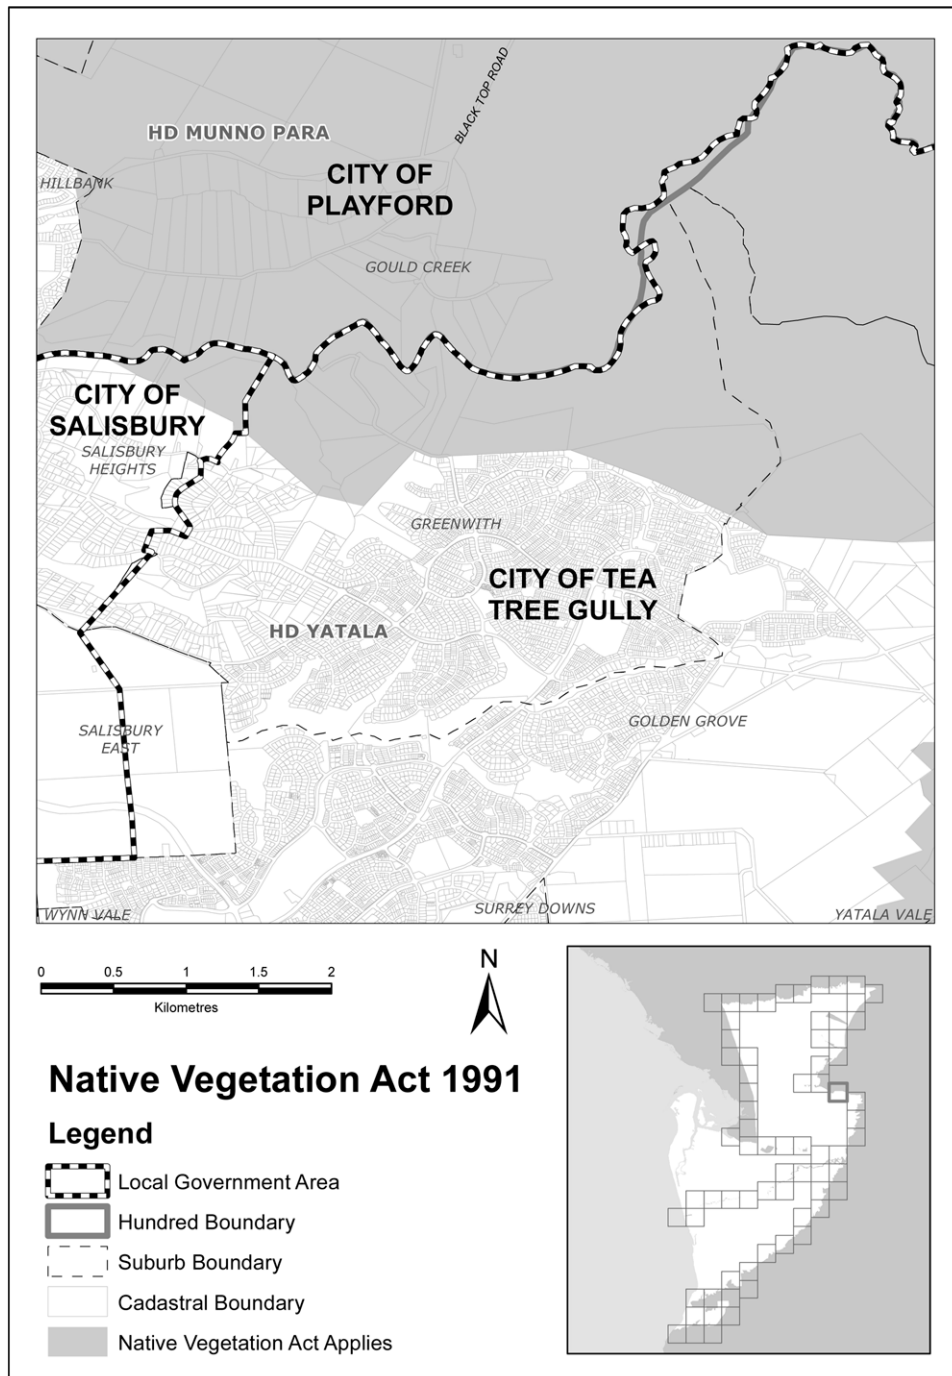 BLACK TOP ROAD
HD MUNNO PARA
CITY OF
PLAYFORD
HILLBANK
GOULD CREEK
CITY OF
SALISBURY
SALISBURY
HEIGHTS
GREENWITH
CITY OF TEA
TREE GULLY
HD YATALA
SALISBURY
EAST
GOLDEN GROVE
WYNN VALE
SURREY DOWNS
YATALA VALE
0 0.5 1 1.5 2
Kilometres
N
Native Vegetation Act 1991
Legend
Local Government Area
Hundred Boundary
Suburb Boundary
Cadastral Boundary
Native Vegetation Act Applies